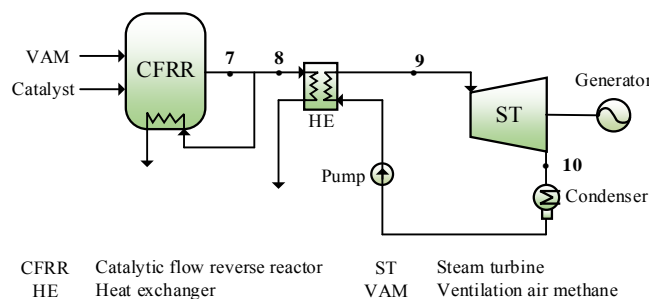 VAM
Catalyst
CFRR
7
8
9
HE
ST
Generator
Pump
10
Condenser
CFRR Catalytic flow reverse reactor ST Steam turbine
HE Heat exchanger VAM Ventilation air methane